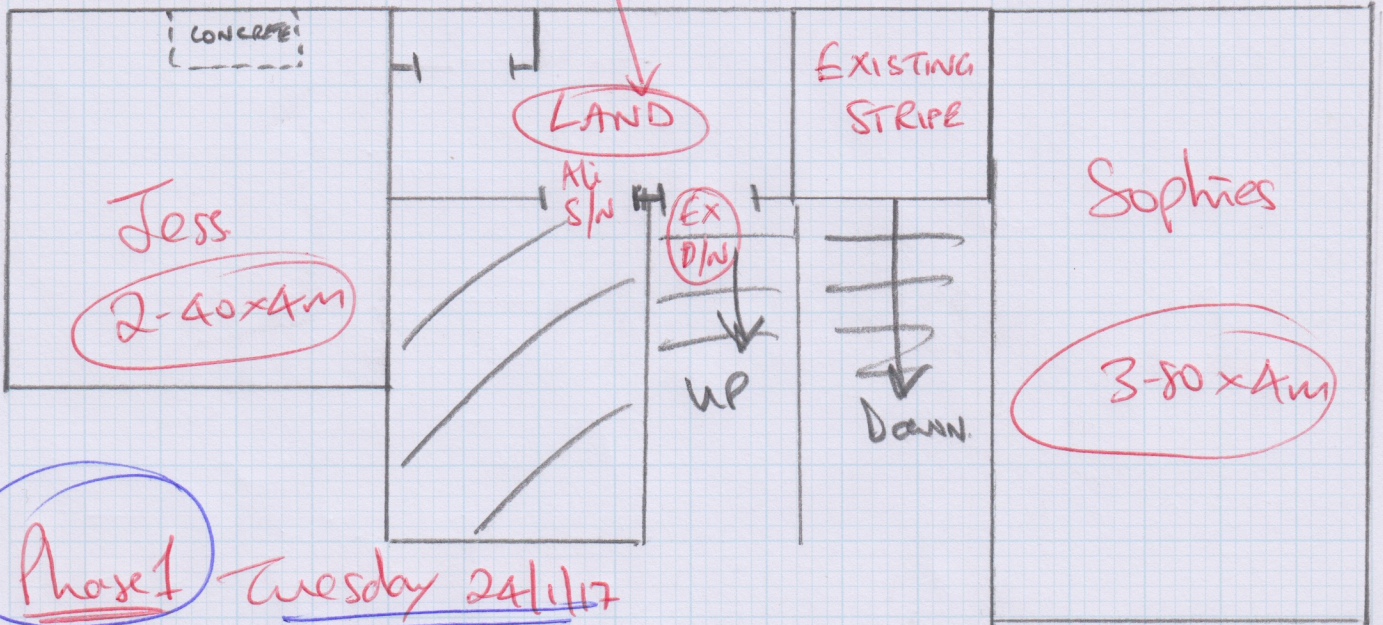 CONCRETE
EXISTING
STRIPE
LAND
Ali
S/N
EX
D/N
Jess
2-40x4m
Sophies
3-80x4m
UP
DOWN
Phase 1 - Tuesday 24/1/17